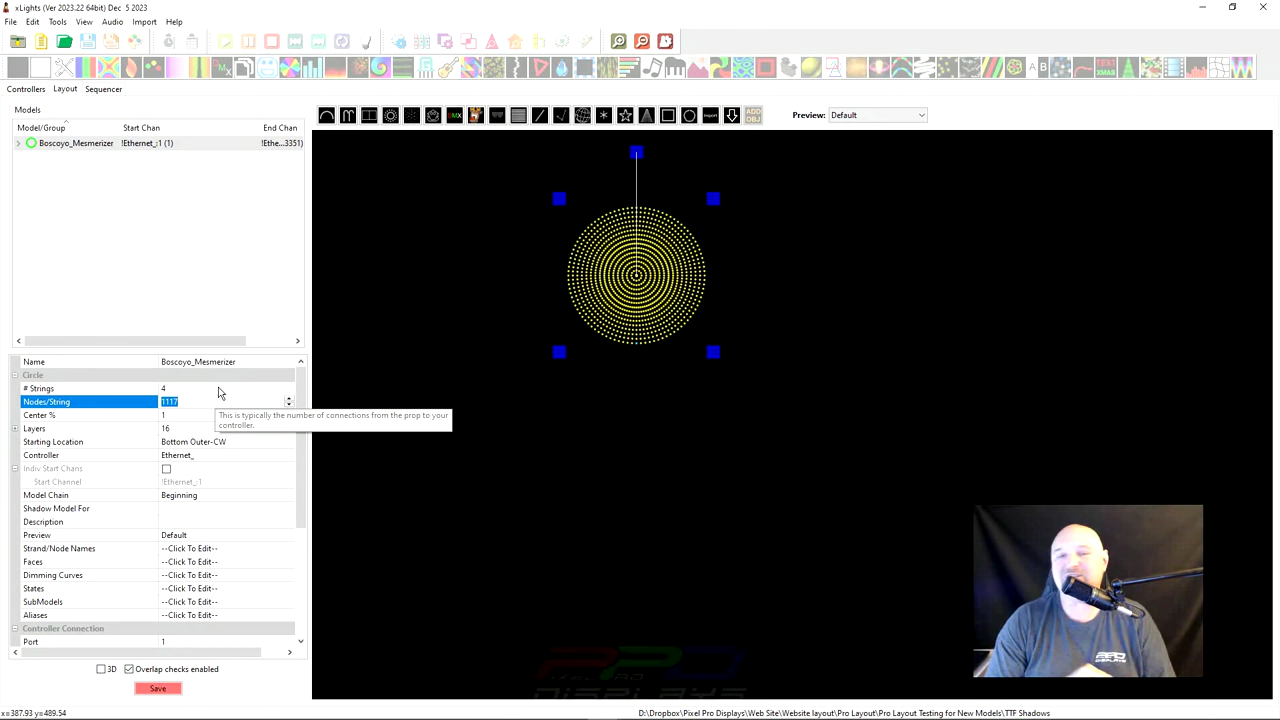 xLights (Ver 2023.22 64bit) Dec 5 2023
File Edit Tools View Audio Import Help
Controllers Layout Sequencer
Models
Preview: Default
Model/Group Start Chan End Chan
Boscoyo_Mesmerizer !Ethernet_:1 (1) !Ethe...3351)
Name Boscoyo_Mesmerizer
Circle
# Strings 4
Nodes/String 1117
Center % 1
This is typically the number of connections from the prop to your
controller.
Layers 16
Starting Location Bottom Outer-CW
Controller Ethernet_
Indiv Start Chans
Start Channel !Ethernet_:1
Model Chain Beginning
Shadow Model For
Description
Preview Default
Strand/Node Names --Click To Edit--
Faces --Click To Edit--
Dimming Curves --Click To Edit--
States --Click To Edit--
SubModels --Click To Edit--
Aliases --Click To Edit--
Controller Connection
Port 1
3D Overlap checks enabled
Save
PPD
DISPLAYS
PPD
DISPLAYS
x=387.93 y=489.54 D:\Dropbox\Pixel Pro Displays\Web Site\Website layout\Pro Layout\Pro Layout Testing for New Models\TTF Shadows